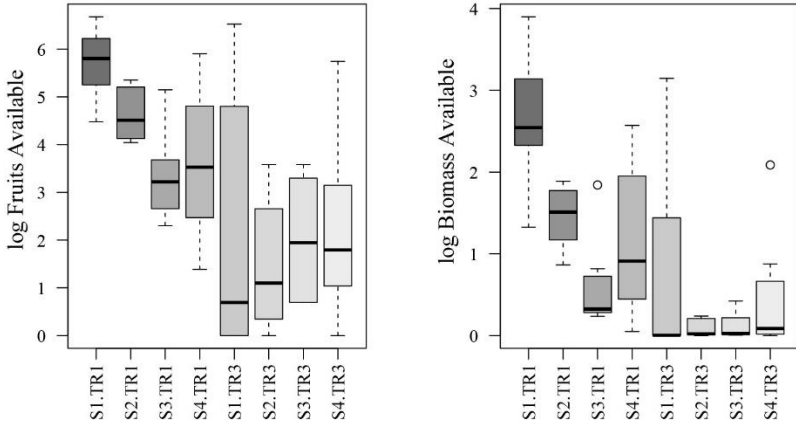 log Fruits Available
6
5
4
3
2
1
0
S1.TR1
S2.TR1
S3.TR1
S4.TR1
S1.TR3
S2.TR3
S3.TR3
S4.TR3
log Biomass Available
4
3
2
1
0
S1.TR1
S2.TR1
S3.TR1
S4.TR1
S1.TR3
S2.TR3
S3.TR3
S4.TR3